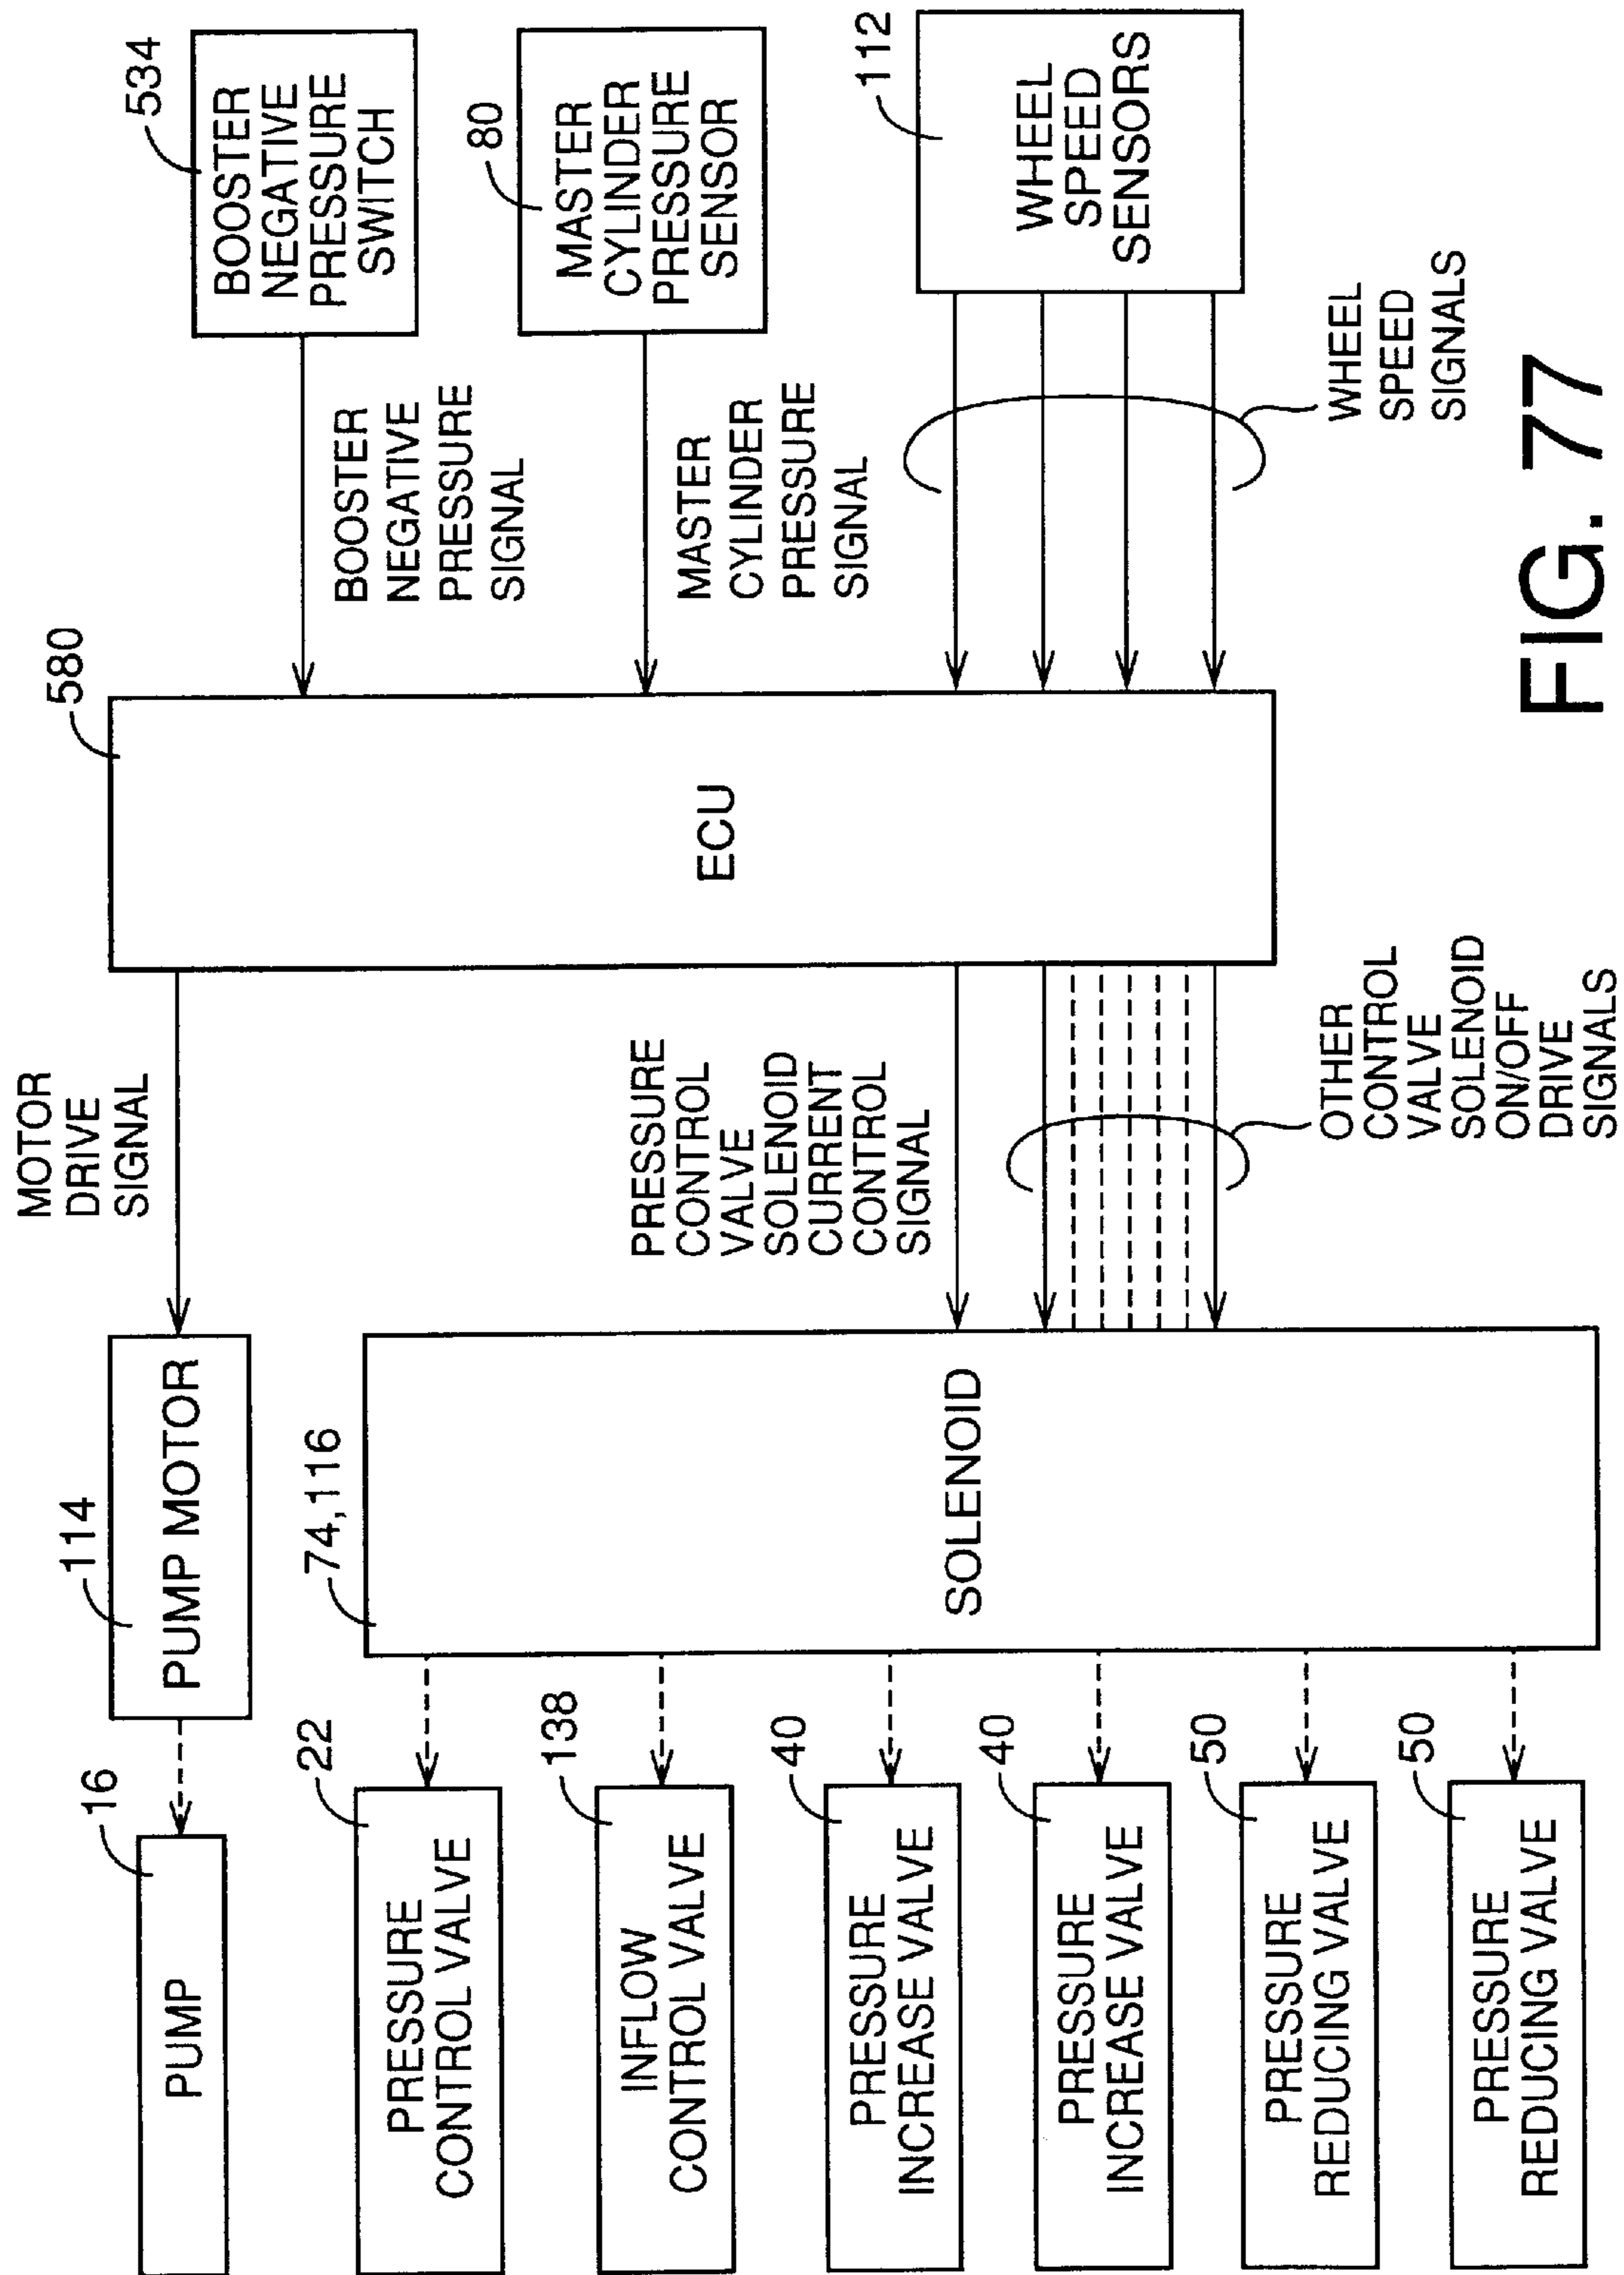 534
BOOSTER
NEGATIVE
PRESSURE
SWITCH
80
MASTER
CYLINDER
PRESSURE
SENSOR
112
WHEEL
SPEED
SENSORS
BOOSTER
NEGATIVE
PRESSURE
SIGNAL
MASTER
CYLINDER
PRESSURE
SIGNAL
WHEEL
SPEED
SIGNALS
580
ECU
MOTOR
DRIVE
SIGNAL
PRESSURE
CONTROL
VALVE
SOLENOID
CURRENT
CONTROL
SIGNAL
OTHER
CONTROL
VALVE
SOLENOID
ON/OFF
DRIVE
SIGNALS
114
PUMP MOTOR
74,116
SOLENOID
16
PUMP
22
PRESSURE
CONTROL VALVE
138
INFLOW
CONTROL VALVE
40
PRESSURE
INCREASE VALVE
40
PRESSURE
INCREASE VALVE
50
PRESSURE
REDUCING VALVE
50
PRESSURE
REDUCING VALVE
FIG. 77